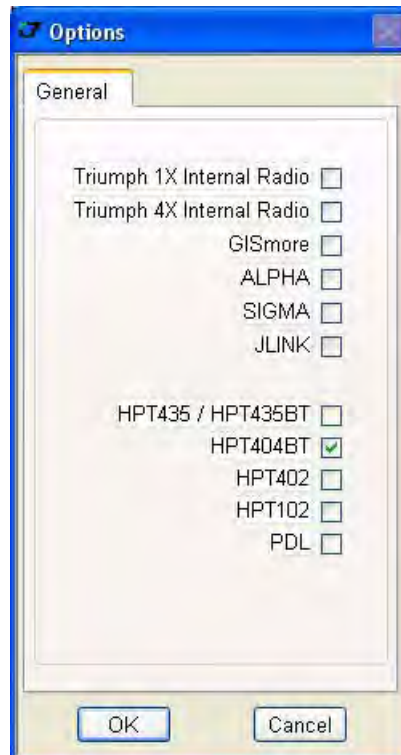 Options
General
Triumph 1X Internal Radio
Triumph 4X Internal Radio
GISmore
ALPHA
SIGMA
JLINK
HPT435 / HPT435BT
HPT404BT
HPT402
HPT102
PDL
OK
Cancel